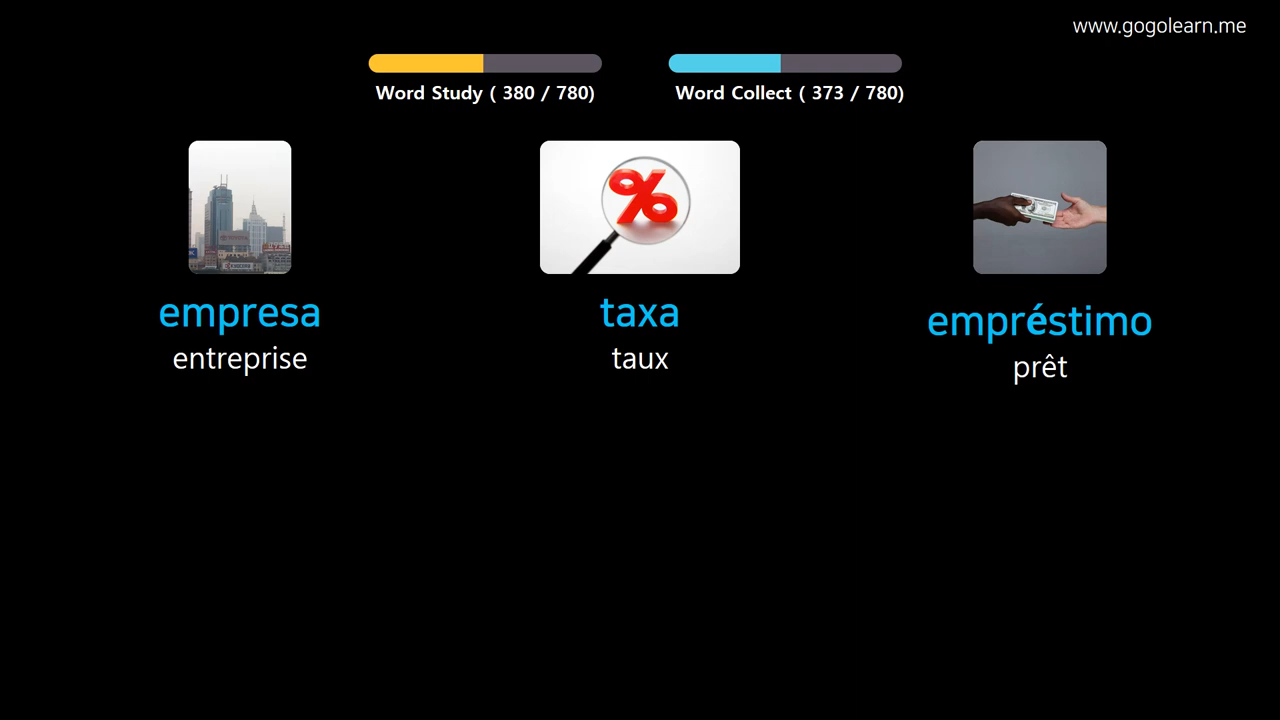 www.gogolearn.me
Word Study ( 380 / 780)
Word Collect ( 373 / 780)
%
empresa
taxa
empréstimo
entreprise
taux
prêt